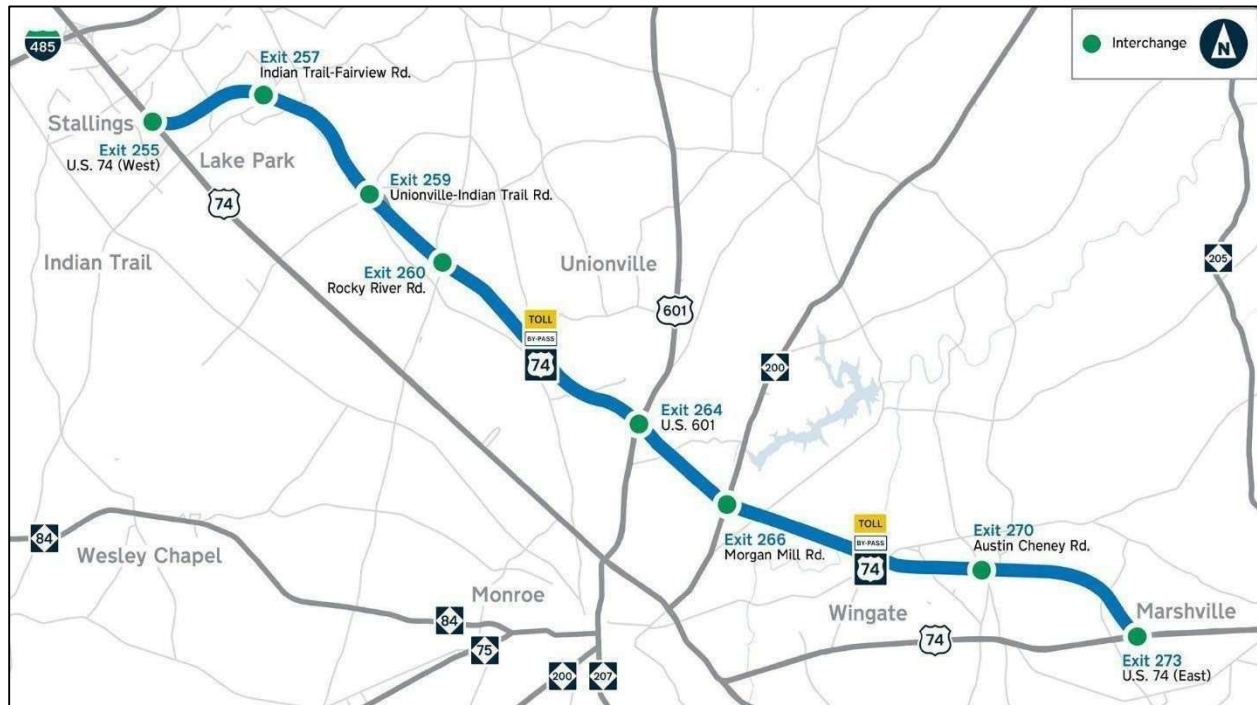 485
Interchange
N
Exit 257
Indian Trail-Fairview Rd.
Stallings
Exit 255
U.S. 74 (West)
Lake Park
74
Exit 259
Unionville-Indian Trail Rd.
Indian Trail
Exit 260
Rocky River Rd.
Unionville
205
601
TOLL
BY-PASS
74
200
Exit 264
U.S. 601
Exit 266
Morgan Mill Rd.
TOLL
BY-PASS
74
Exit 270
Austin Cheney Rd.
84
Wesley Chapel
Monroe
84
75
200
207
Wingate
74
Marshville
Exit 273
U.S. 74 (East)